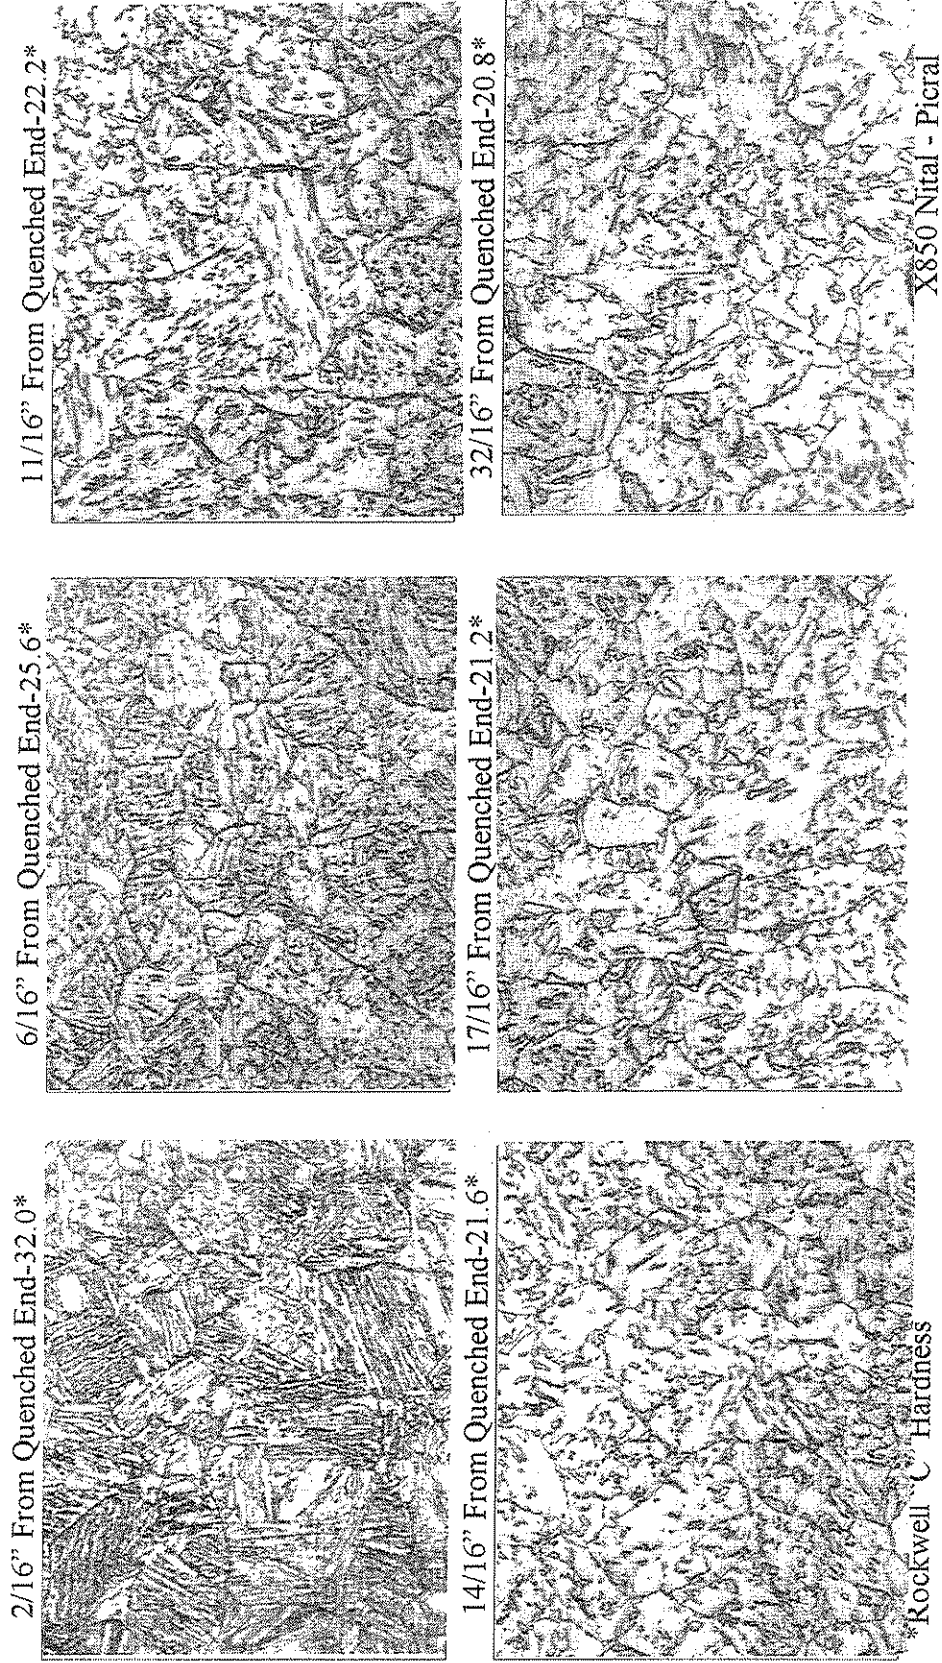 2/16” From Quenched End-32.0*
6/16” From Quenched End-25.6*
11/16” From Quenched End-22.2*
14/16” From Quenched End-21.6*
17/16” From Quenched End-21.2*
32/16” From Quenched End-20.8*
*Rockwell “C” Hardness
X850 Nital - Picral